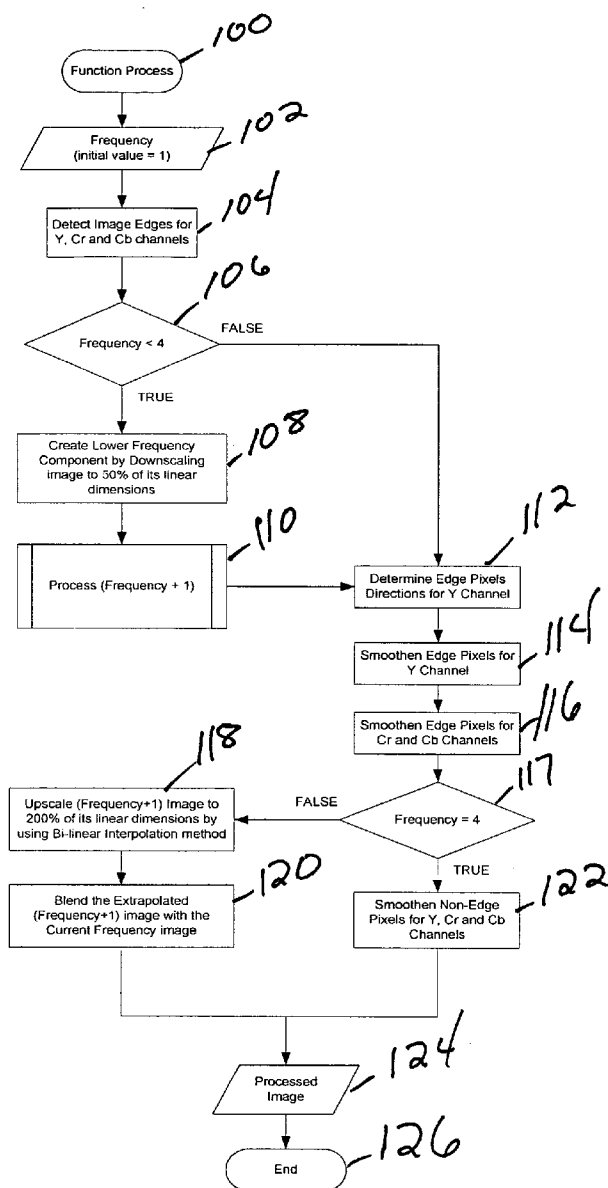 100
Function Process
102
Frequency
(initial value = 1)
104
Detect Image Edges for
Y, Cr and Cb channels
106
Frequency < 4
FALSE
TRUE
108
Create Lower Frequency
Component by Downscaling
image to 50% of its linear
dimensions
110
Process (Frequency + 1)
112
Determine Edge Pixels
Directions for Y Channel
114
Smoothen Edge Pixels for
Y Channel
116
Smoothen Edge Pixels for
Cr and Cb Channels
117
Frequency = 4
FALSE
TRUE
118
Upscale (Frequency+1) Image to
200% of its linear dimensions by
using Bi-linear Interpolation method
120
Blend the Extrapolated
(Frequency+1) image with the
Current Frequency image
122
Smoothen Non-Edge
Pixels for Y, Cr and Cb
Channels
124
Processed
Image
126
End